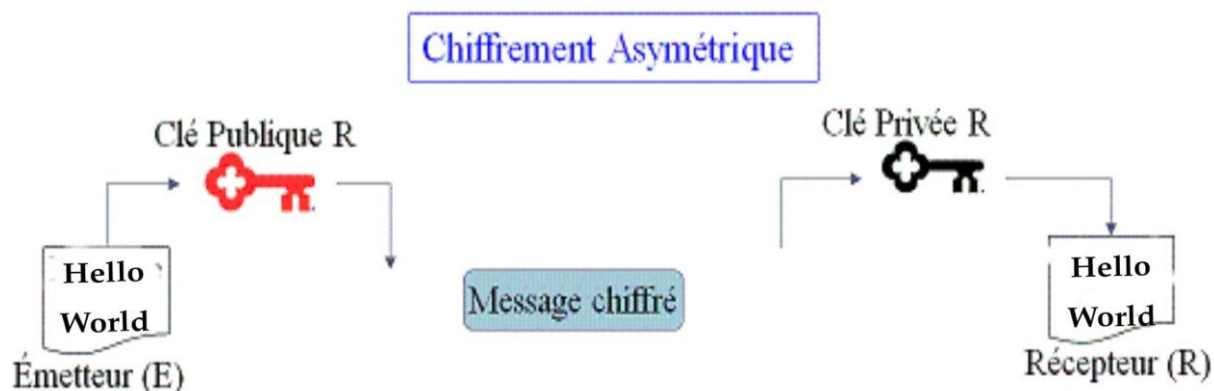 Chiffrement Asymétrique
Clé Publique R
Clé Privée R
Hello
World
Message chiffré
Hello
World
Émetteur (E)
Récepteur (R)